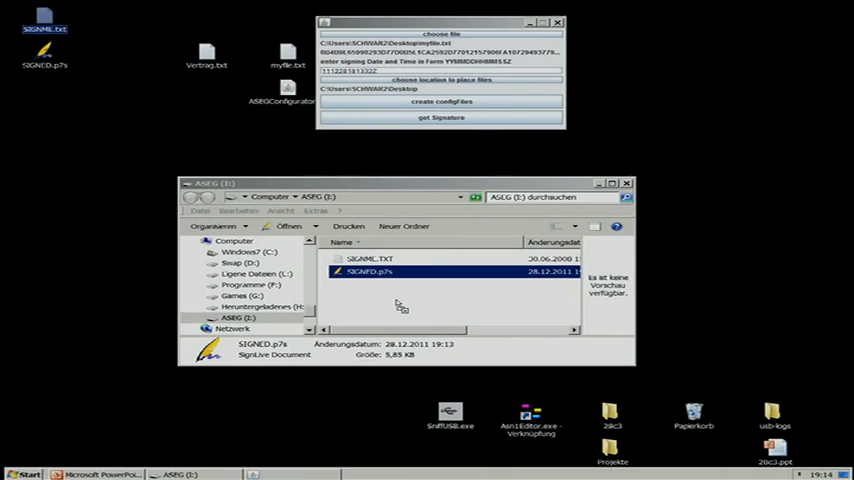 SIGNME.txt
SIGNED.p7s
Vertrag.txt
myfile.txt
ASEGConfigurator
choose file
C:\Users\SCHWAR2\Desktop\myfile.txt
enter signing Date and Time in Form YYMMDDHHMMSSZ
111228181332Z
choose location to place files
C:\Users\SCHWAR2\Desktop
create configFiles
get Signature
ASEG (I:)
Computer ▸ ASEG (I:)
ASEG (I:) durchsuchen
Datei Bearbeiten Ansicht Extras ?
Organisieren Öffnen Drucken Neuer Ordner
Computer
Windows7 (C:)
Swap (D:)
Eigene Dateien (L:)
Programme (F:)
Games (G:)
Heruntergeladenes (H:
ASEG (I:)
Netzwerk
Name Änderungsdat
SIGNME.TXT 30.06.2008 1
SIGNED.p7s 28.12.2011 19
Es ist keine
Vorschau
verfügbar.
SIGNED.p7s Änderungsdatum: 28.12.2011 19:13
SignLive Document Größe: 5,85 KB
SniffUSB.exe
Asn1Editor.exe -
Verknüpfung
28c3
Papierkorb
usb-logs
Projekte
28c3.ppt
Start
Microsoft PowerPo...
ASEG (I:)
19:14